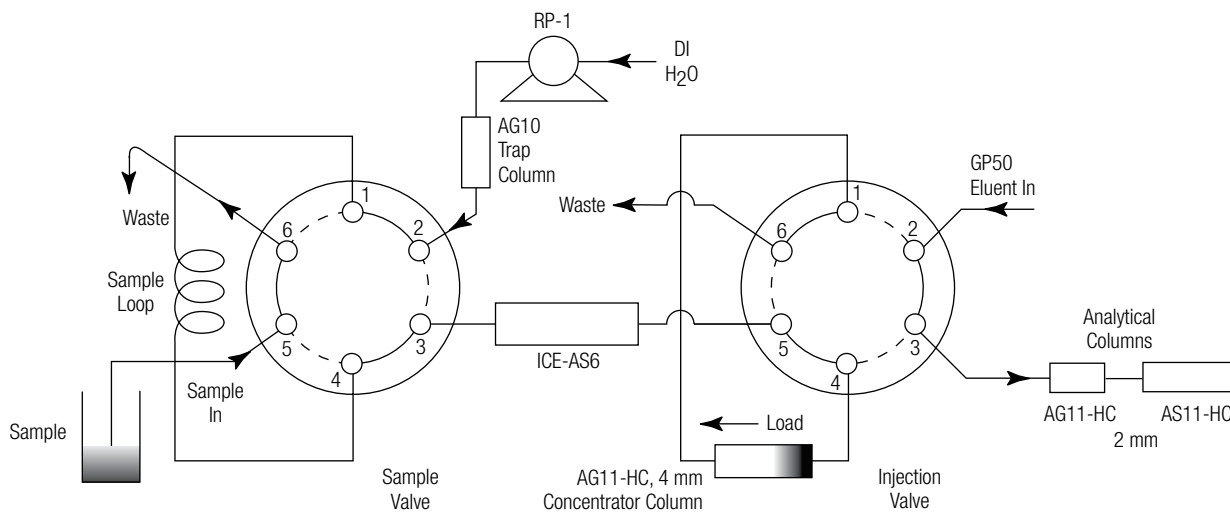 RP-1
DI
H2O
AG10
Trap
Column
Waste
1
2
3
4
5
6
Sample
Loop
Sample
In
Sample
ICE-AS6
Sample
Valve
GP50
Eluent In
Waste
1
2
3
4
5
6
Load
AG11-HC, 4 mm
Concentrator Column
Injection
Valve
Analytical
Columns
AG11-HC
AS11-HC
2 mm